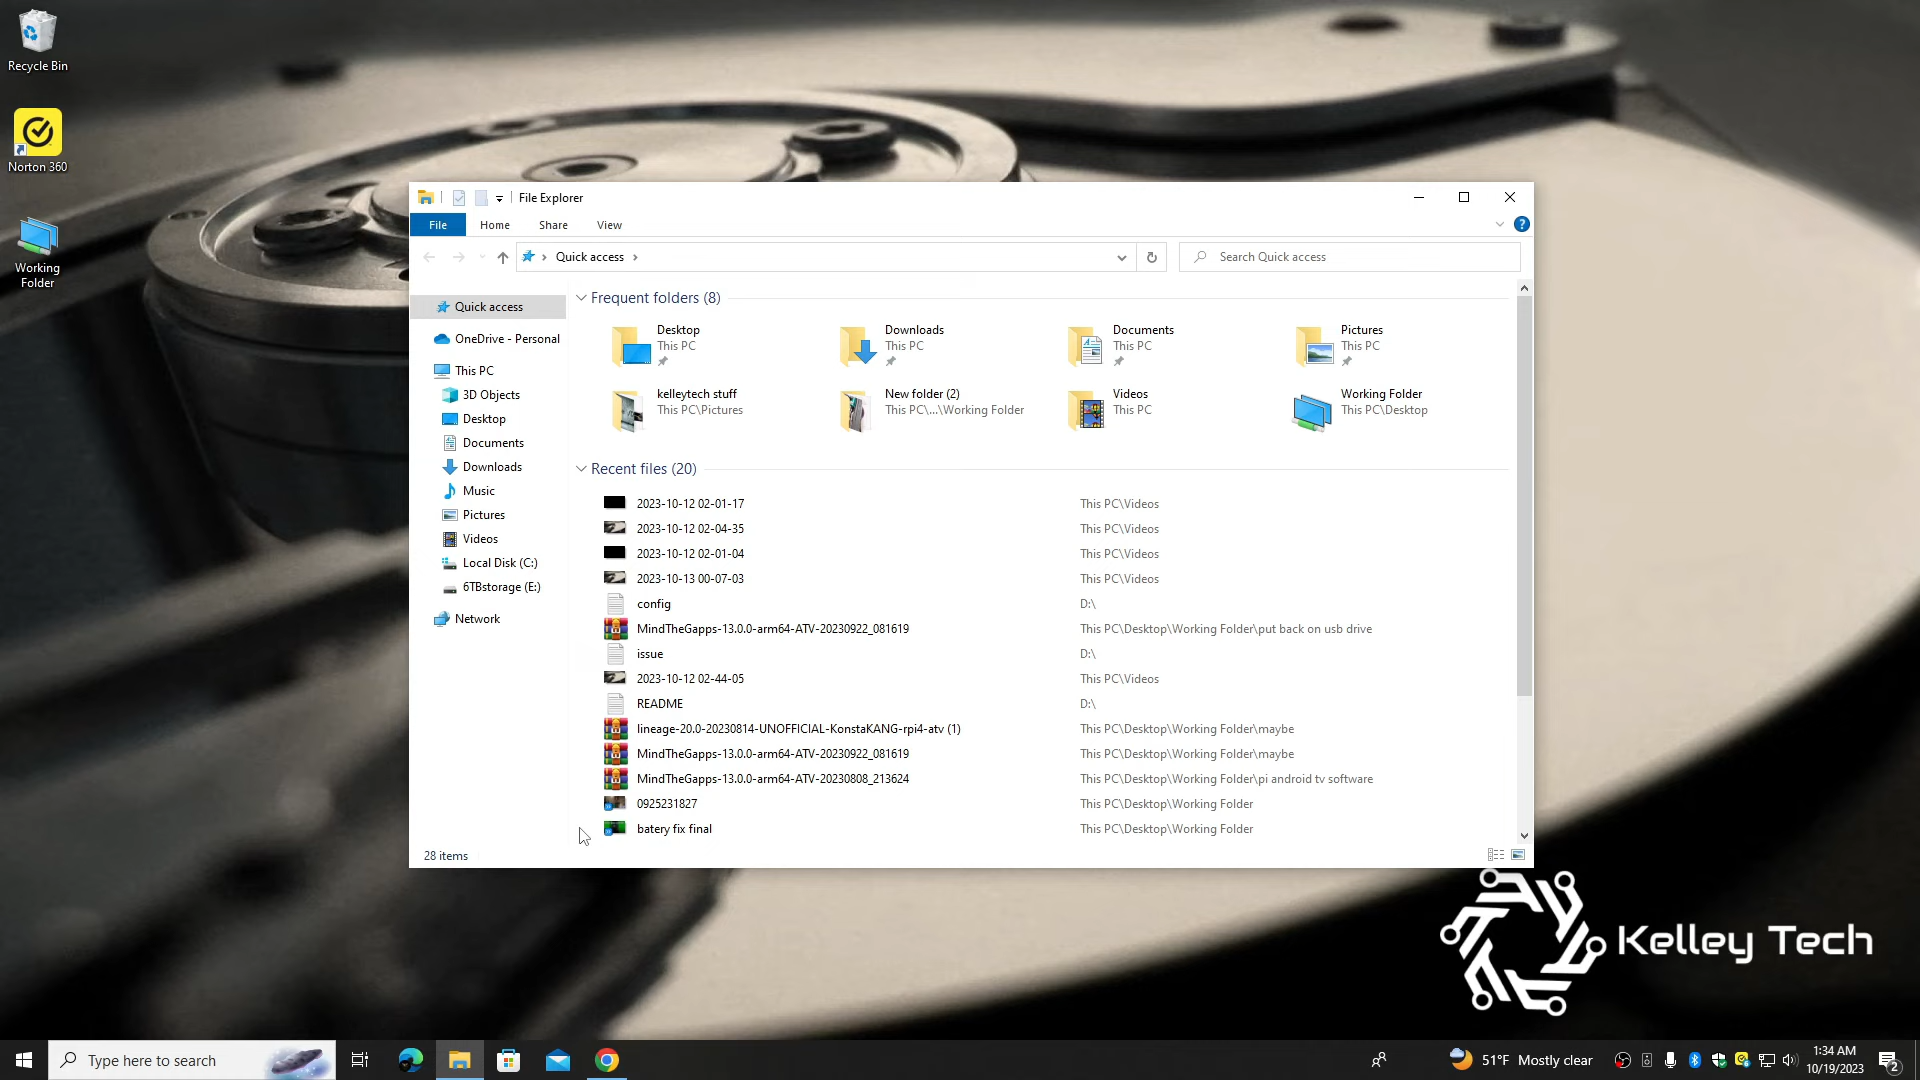 Recycle Bin
Norton 360
Working
Folder
File Explorer
File
Home
Share
View
Quick access
Search Quick access
Quick access
OneDrive - Personal
This PC
3D Objects
Desktop
Documents
Downloads
Music
Pictures
Videos
Local Disk (C:)
6TBstorage (E:)
Network
Frequent folders (8)
Desktop
This PC
Downloads
This PC
Documents
This PC
Pictures
This PC
kelleytech stuff
This PC\Pictures
New folder (2)
This PC\...\Working Folder
Videos
This PC
Working Folder
This PC\Desktop
Recent files (20)
2023-10-12 02-01-17 This PC\Videos
2023-10-12 02-04-35 This PC\Videos
2023-10-12 02-01-04 This PC\Videos
2023-10-13 00-07-03 This PC\Videos
config D:\
MindTheGapps-13.0.0-arm64-ATV-20230922_081619 This PC\Desktop\Working Folder\put back on usb drive
issue D:\
2023-10-12 02-44-05 This PC\Videos
README D:\
lineage-20.0-20230814-UNOFFICIAL-KonstaKANG-rpi4-atv (1) This PC\Desktop\Working Folder\maybe
MindTheGapps-13.0.0-arm64-ATV-20230922_081619 This PC\Desktop\Working Folder\maybe
MindTheGapps-13.0.0-arm64-ATV-20230808_213624 This PC\Desktop\Working Folder\pi android tv software
0925231827 This PC\Desktop\Working Folder
batery fix final This PC\Desktop\Working Folder
28 items
Kelley Tech
Type here to search
51°F Mostly clear
1:34 AM
10/19/2023
2